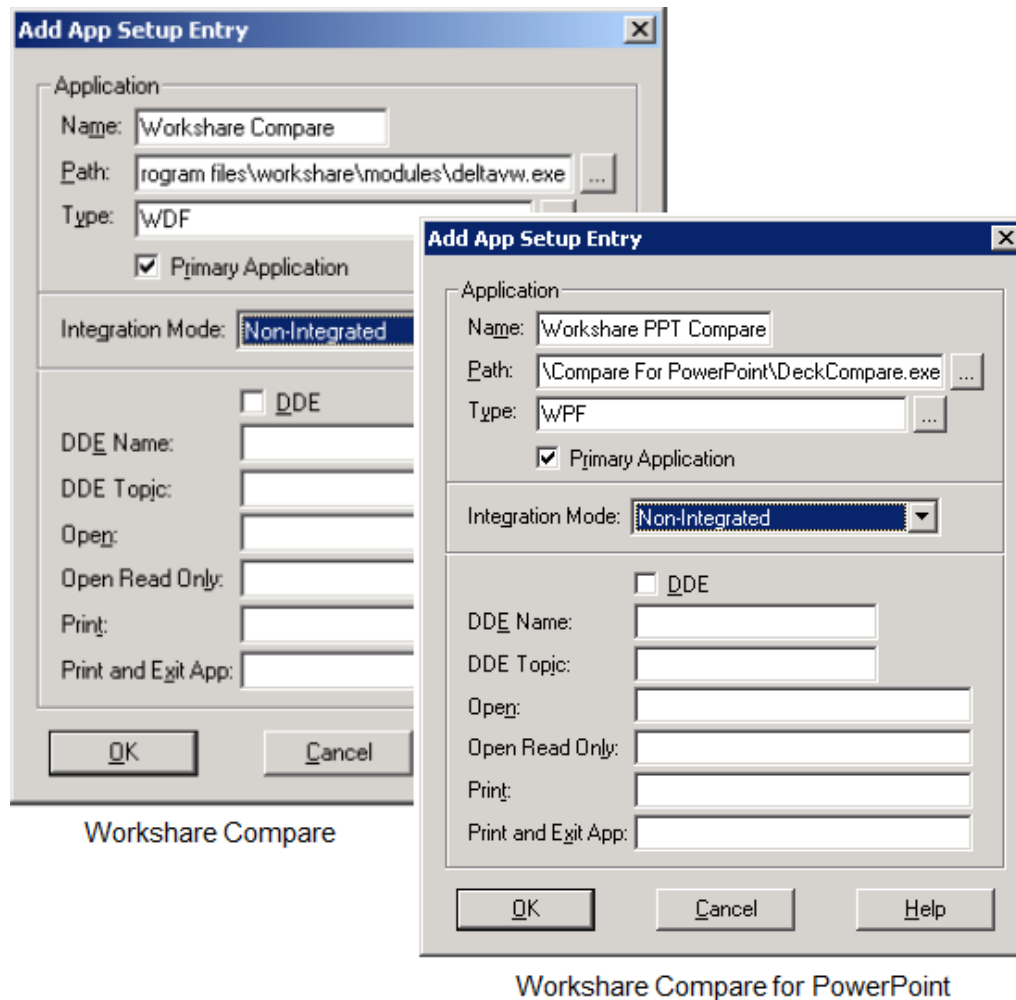 Add App Setup Entry
Application
Name: Workshare Compare
Path: rogram files\workshare\modules\deltavw.exe ...
Type: WDF
Primary Application
Integration Mode: Non-Integrated
DDE
DDE Name:
DDE Topic:
Open:
Open Read Only:
Print:
Print and Exit App:
OK Cancel
Workshare Compare
Add App Setup Entry
Application
Name: Workshare PPT Compare
Path: \Compare For PowerPoint\DeckCompare.exe ...
Type: WPF ...
Primary Application
Integration Mode: Non-Integrated
DDE
DDE Name:
DDE Topic:
Open:
Open Read Only:
Print:
Print and Exit App:
OK Cancel Help
Workshare Compare for PowerPoint